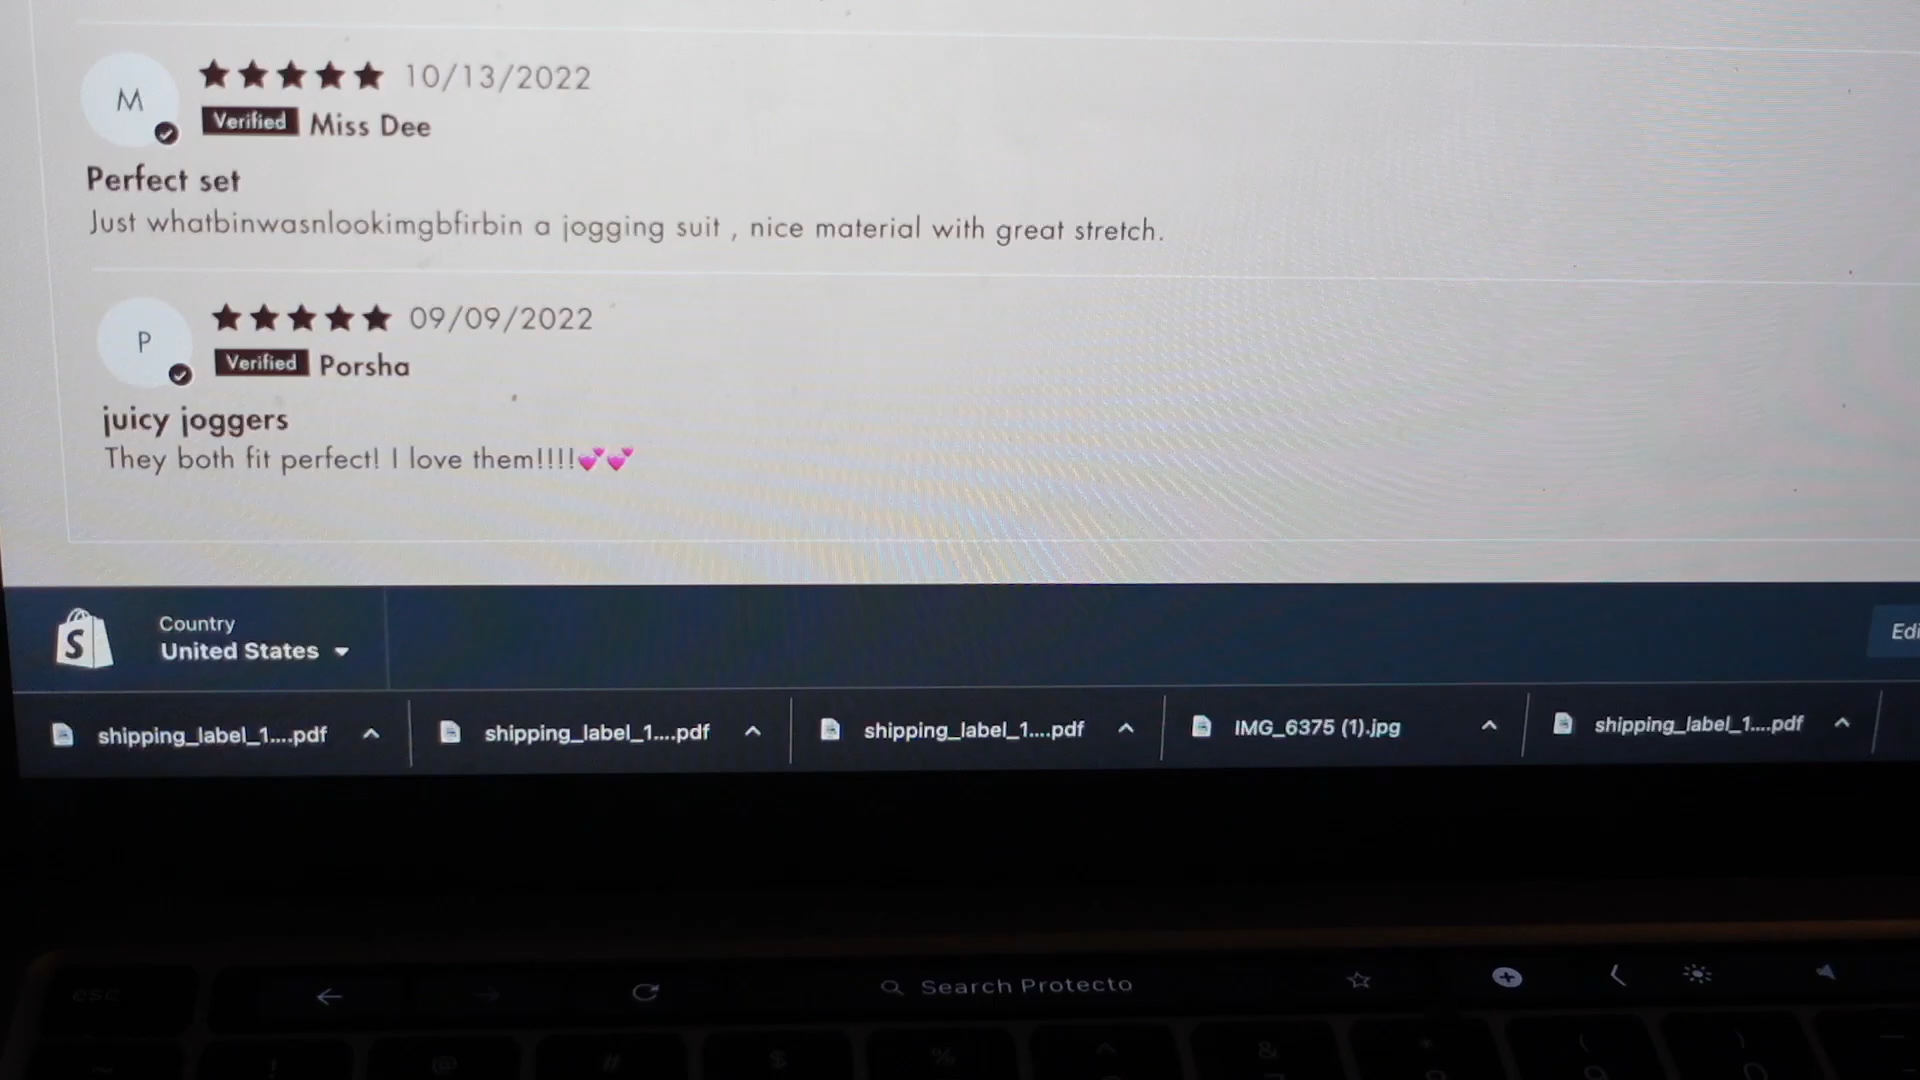 M
★★★★★ 10/13/2022
Verified Miss Dee
Perfect set
Just whatbinwasnlookimgbfirbin a jogging suit , nice material with great stretch.
P
★★★★★ 09/09/2022
Verified Porsha
juicy joggers
They both fit perfect! I love them!!!!💕💕
S
Country
United States
Edi
shipping_label_1....pdf
shipping_label_1....pdf
shipping_label_1....pdf
IMG_6375 (1).jpg
shipping_label_1....pdf
esc
Search Protecto
~ ! @ # $ % ^ & * ( )